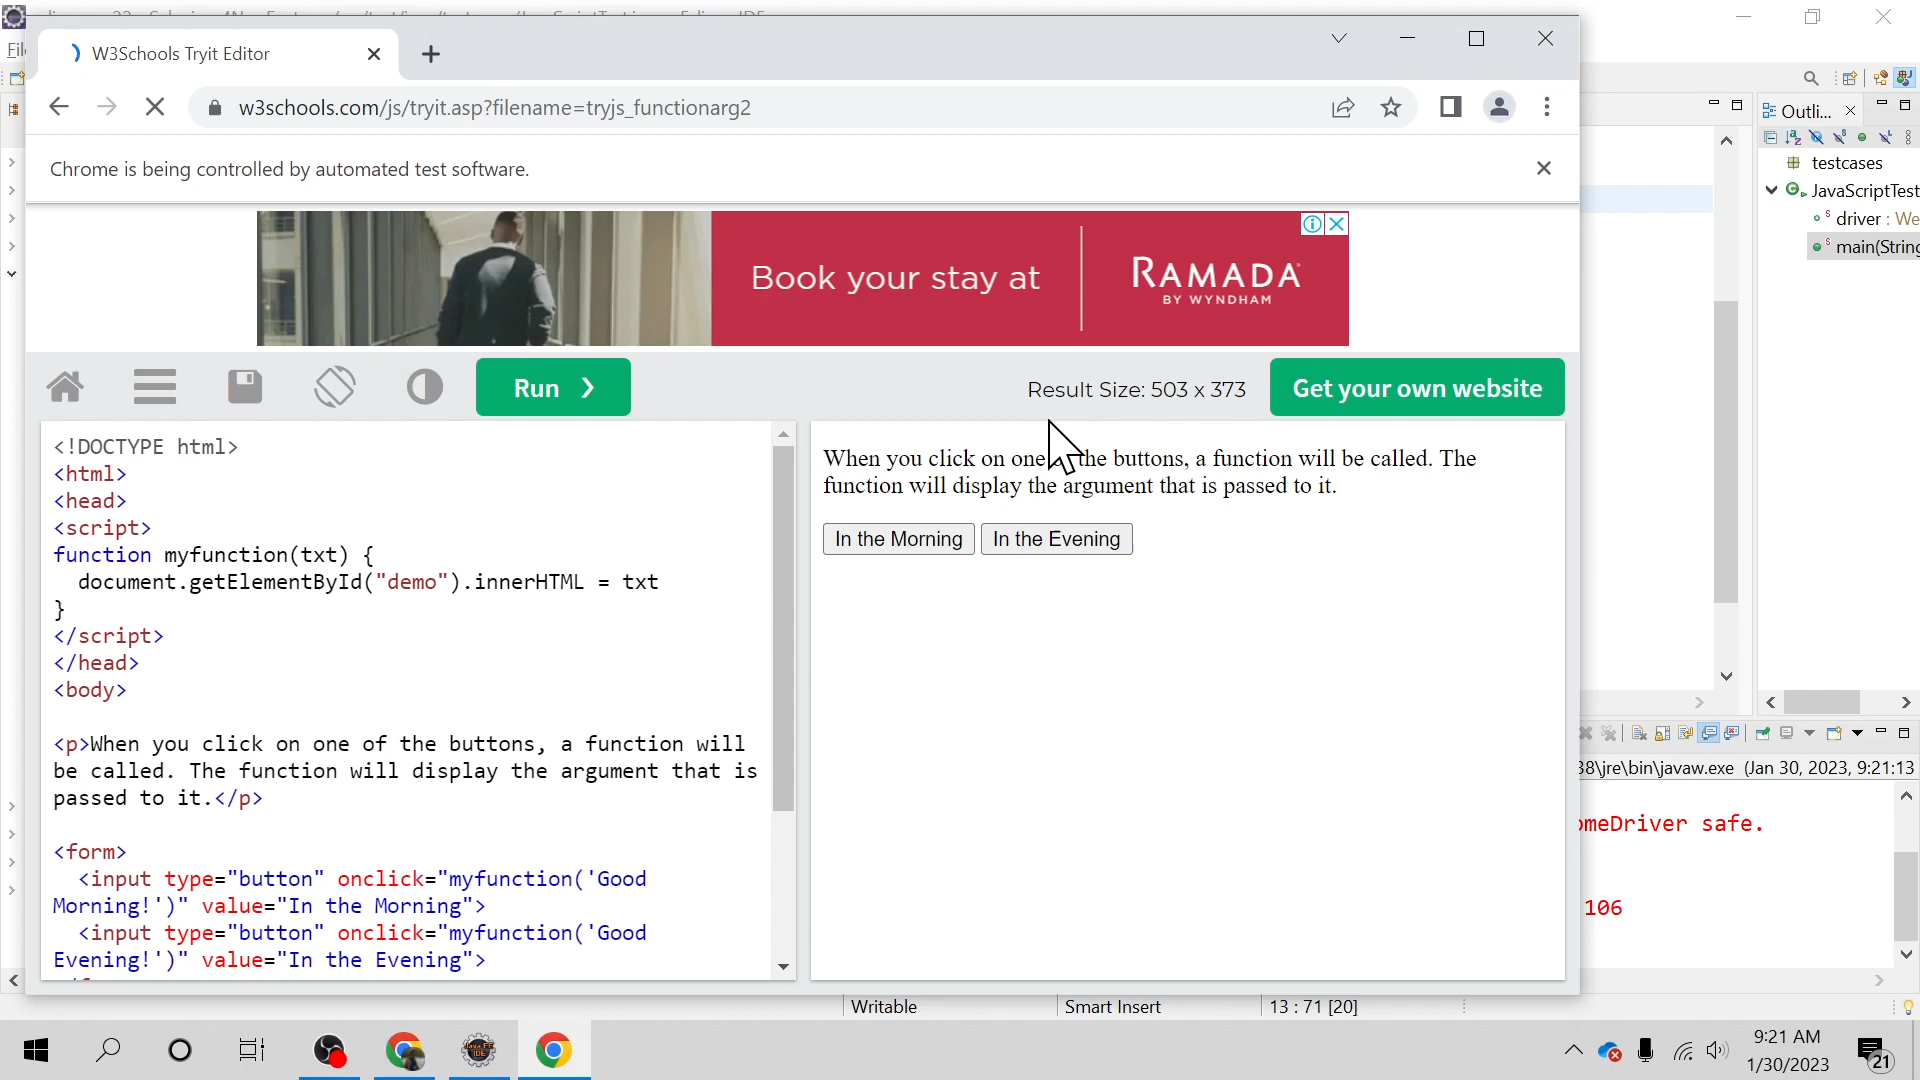 W3Schools Tryit Editor
w3schools.com/js/tryit.asp?filename=tryjs_functionarg2
Chrome is being controlled by automated test software.
Book your stay at
RAMADA
BY WYNDHAM
Run ❯
Result Size: 503 x 373
Get your own website
<!DOCTYPE html>
<html>
<head>
<script>
function myfunction(txt) {
document.getElementById("demo").innerHTML = txt
}
</script>
</head>
<body>
<p>When you click on one of the buttons, a function will
be called. The function will display the argument that is
passed to it.</p>
<form>
<input type="button" onclick="myfunction('Good
Morning!')" value="In the Morning">
<input type="button" onclick="myfunction('Good
Evening!')" value="In the Evening">
When you click on one the buttons, a function will be called. The
function will display the argument that is passed to it.
In the Morning
In the Evening
Outli...
testcases
JavaScriptTest
driver : We
main(String
38\jre\bin\javaw.exe (Jan 30, 2023, 9:21:13
omeDriver safe.
106
Writable
Smart Insert
13 : 71 [20]
9:21 AM
1/30/2023
21